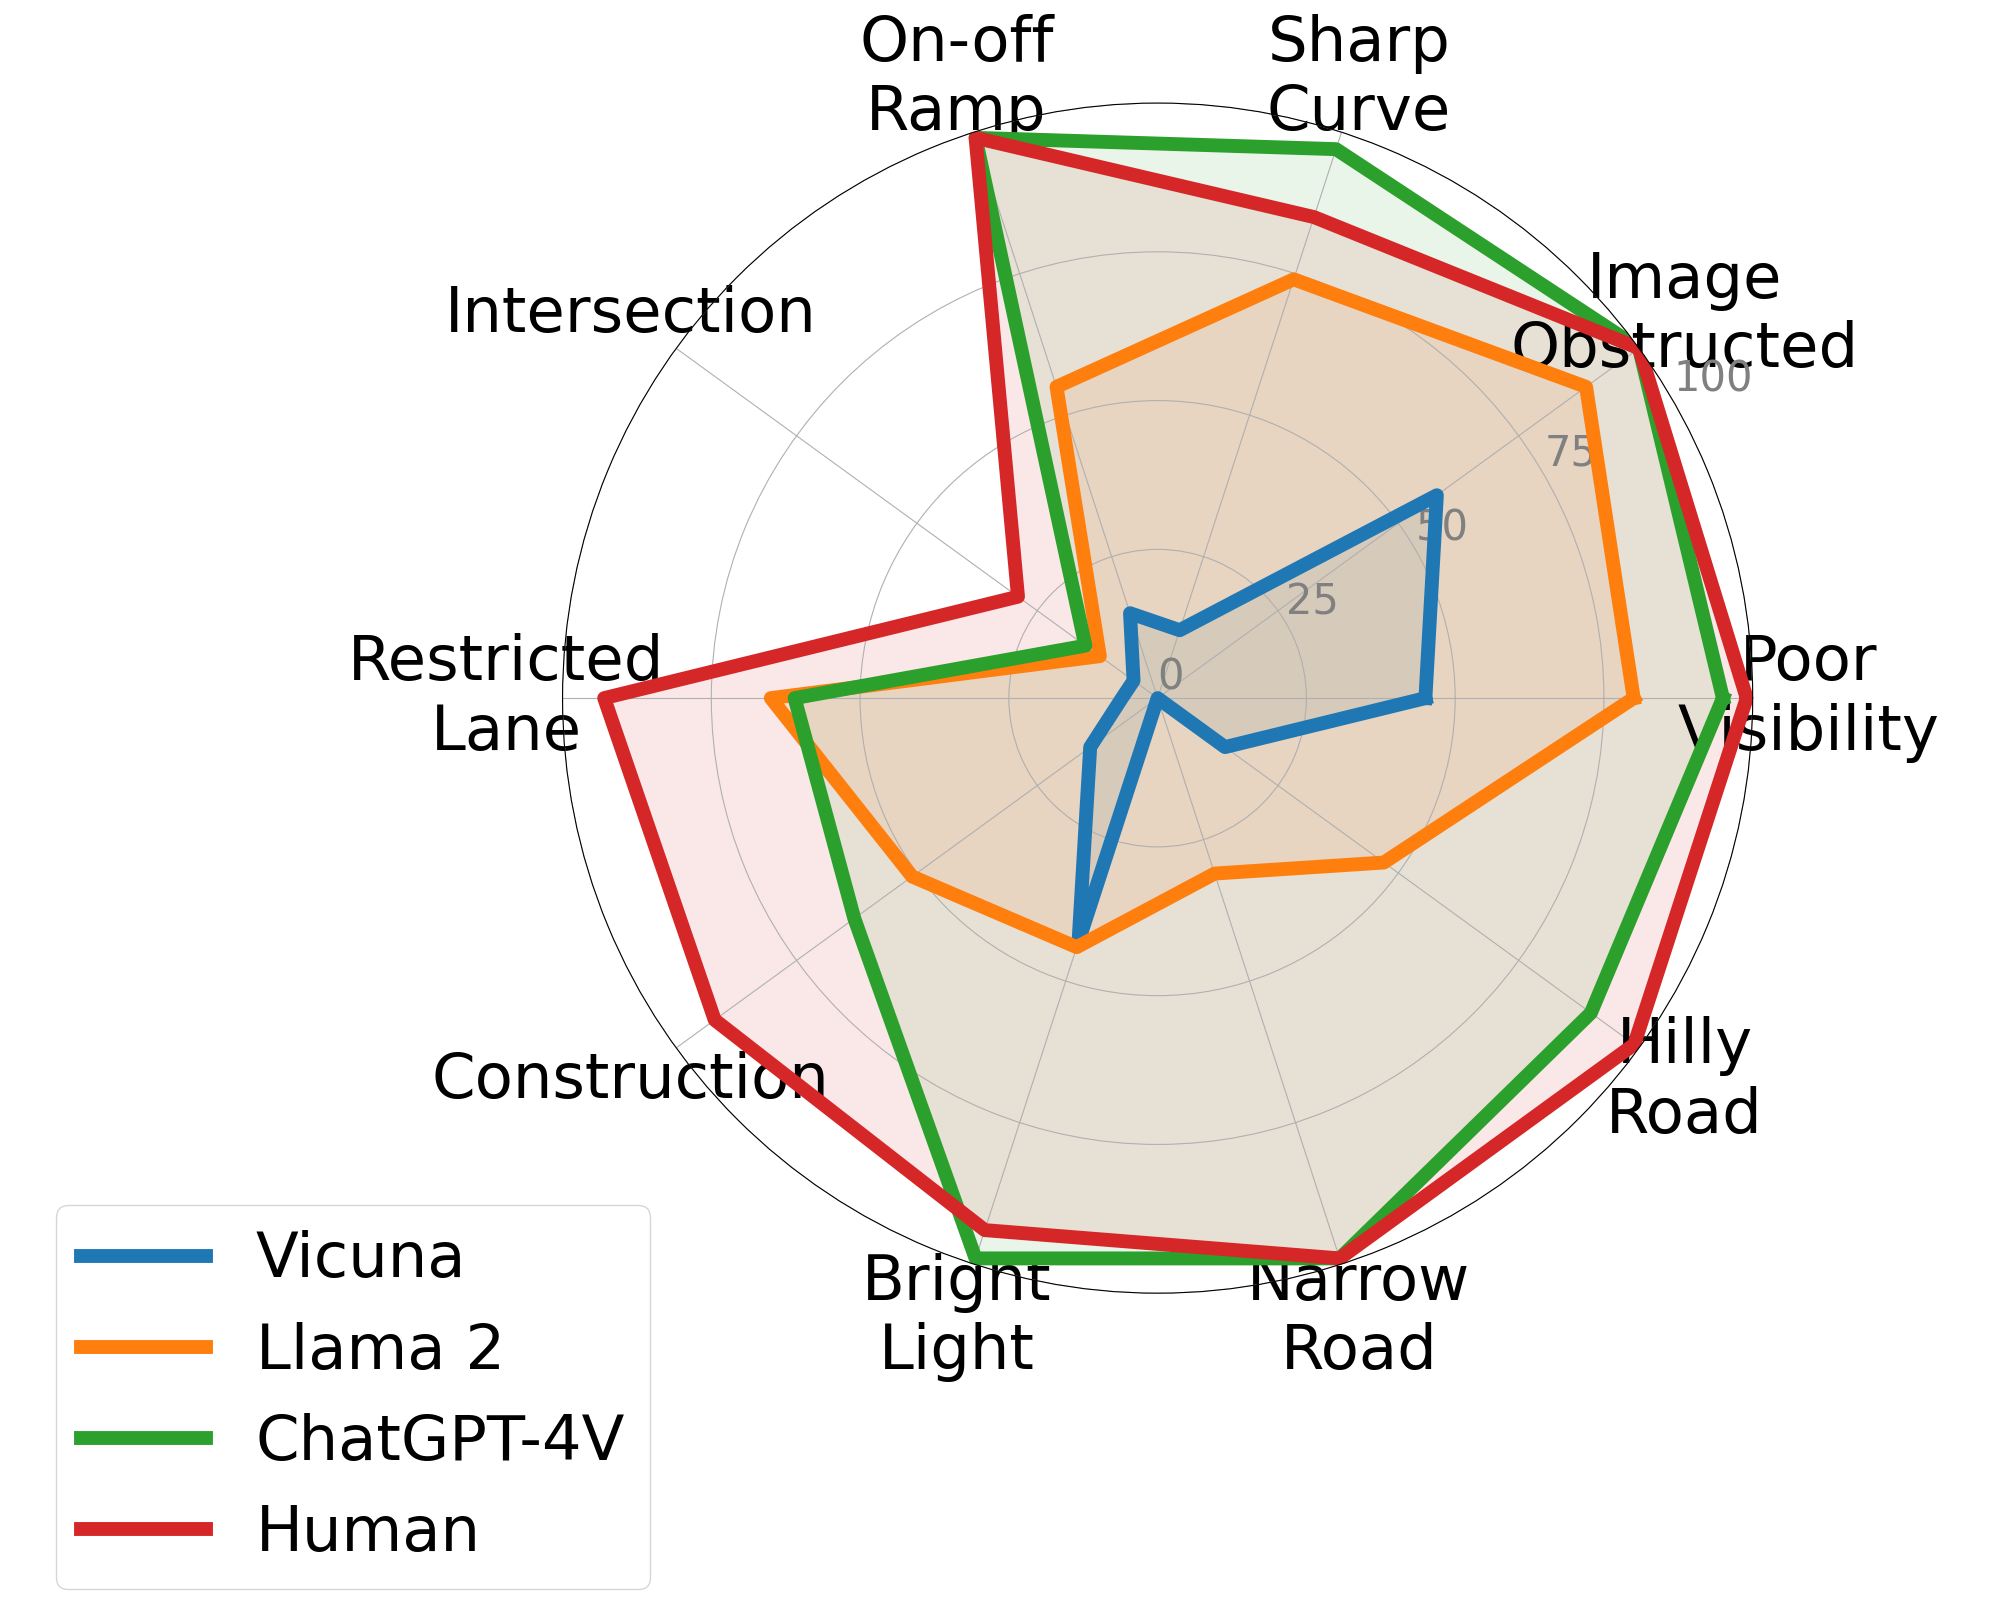 On-off
Ramp
Sharp
Curve
Image
Obstructed
Intersection
100
75
50
25
0
Restricted
Lane
Poor
Visibility
Construction
Hilly
Road
Bright
Light
Narrow
Road
Vicuna
Llama 2
ChatGPT-4V
Human